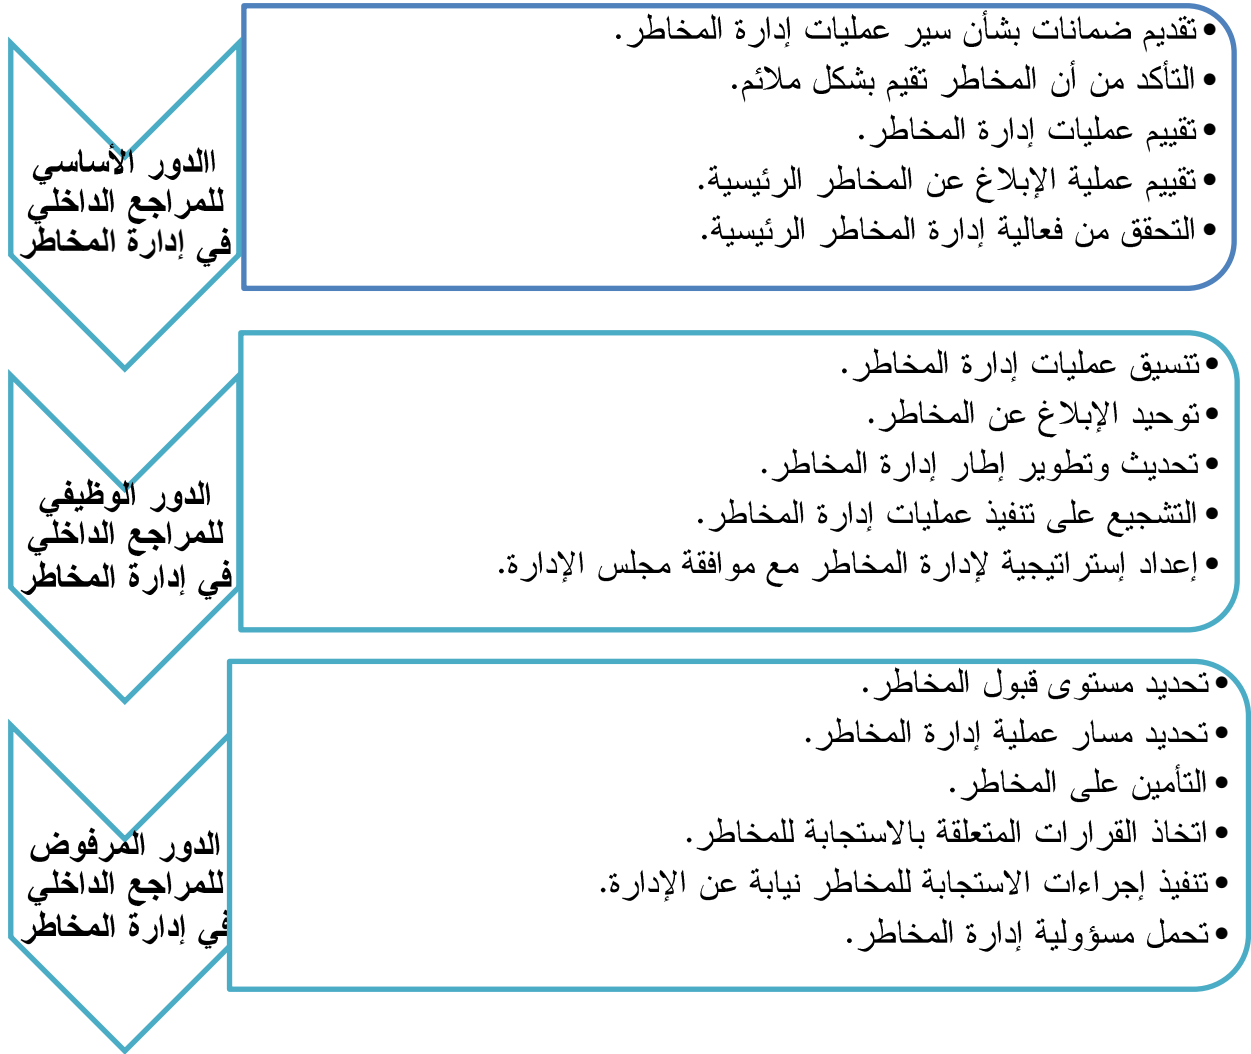 االدور الأساسي
للمراجع الداخلي
في إدارة المخاطر
•تقديم ضمانات بشأن سير عمليات إدارة المخاطر.
•التأكد من أن المخاطر تقيم بشكل ملائم.
•تقييم عمليات إدارة المخاطر.
•تقييم عملية الإبلاغ عن المخاطر الرئيسية.
•التحقق من فعالية إدارة المخاطر الرئيسية.
الدور الوظيفي
للمراجع الداخلي
في إدارة المخاطر
•تنسيق عمليات إدارة المخاطر.
•توحيد الإبلاغ عن المخاطر.
•تحديث وتطوير إطار إدارة المخاطر.
•التشجيع على تنفيذ عمليات إدارة المخاطر.
•إعداد إستراتيجية لإدارة المخاطر مع موافقة مجلس الإدارة.
الدور المرفوض
للمراجع الداخلي
في إدارة المخاطر
•تحديد مستوى قبول المخاطر.
•تحديد مسار عملية إدارة المخاطر.
•التأمين على المخاطر.
•اتخاذ القرارات المتعلقة بالاستجابة للمخاطر.
•تنفيذ إجراءات الاستجابة للمخاطر نيابة عن الإدارة.
•تحمل مسؤولية إدارة المخاطر.